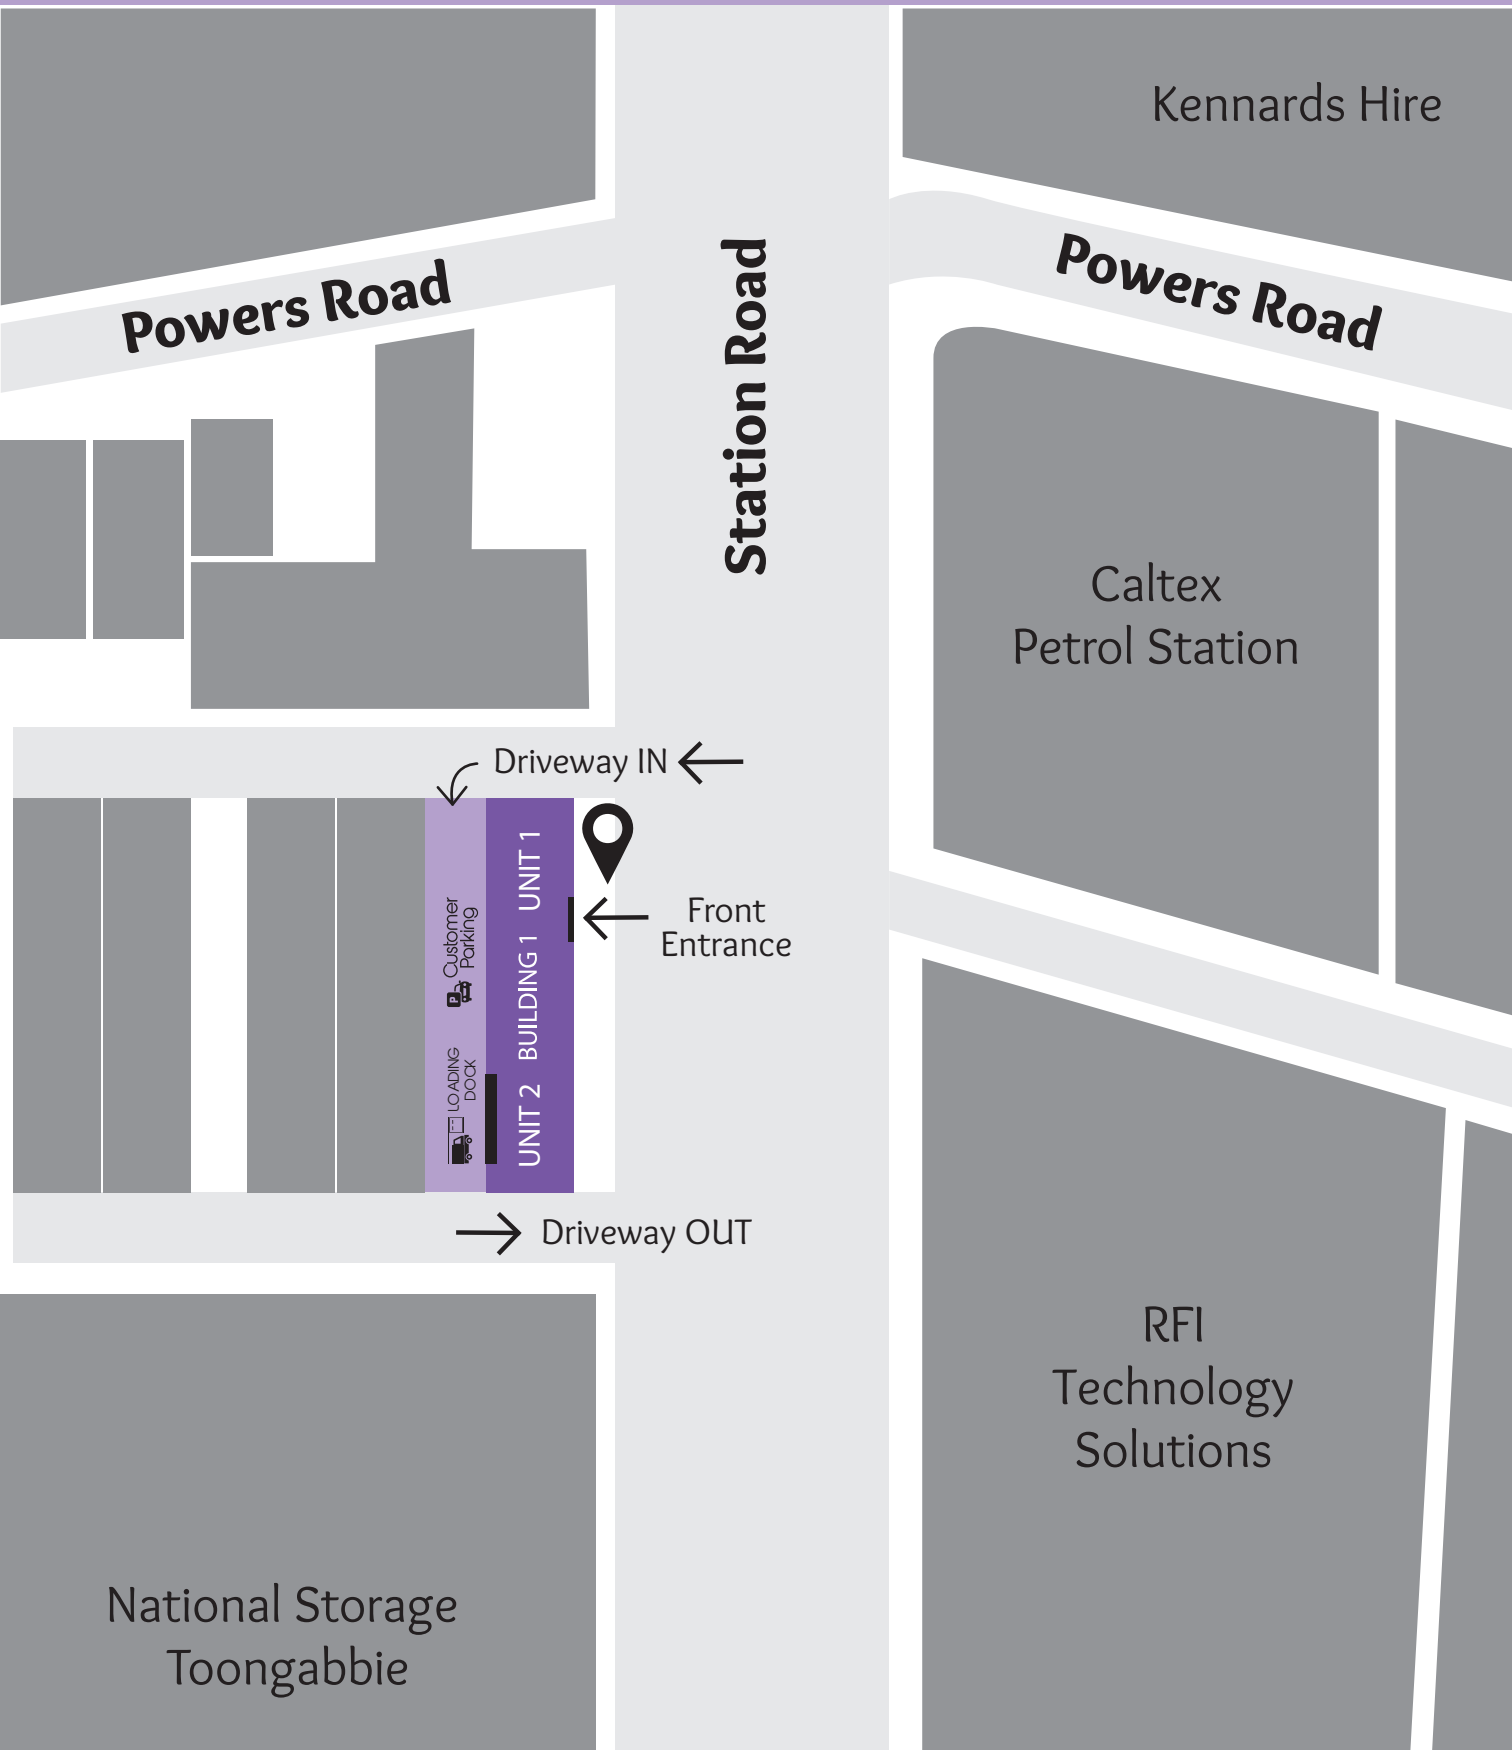 Kennards Hire
Powers Road
Powers Road
Station Road
Caltex
Petrol Station
Driveway IN
UNIT 2 BUILDING 1 UNIT 1
Customer
Parking
P
LOADING
DOCK
Front
Entrance
Driveway OUT
RFI
Technology
Solutions
National Storage
Toongabbie